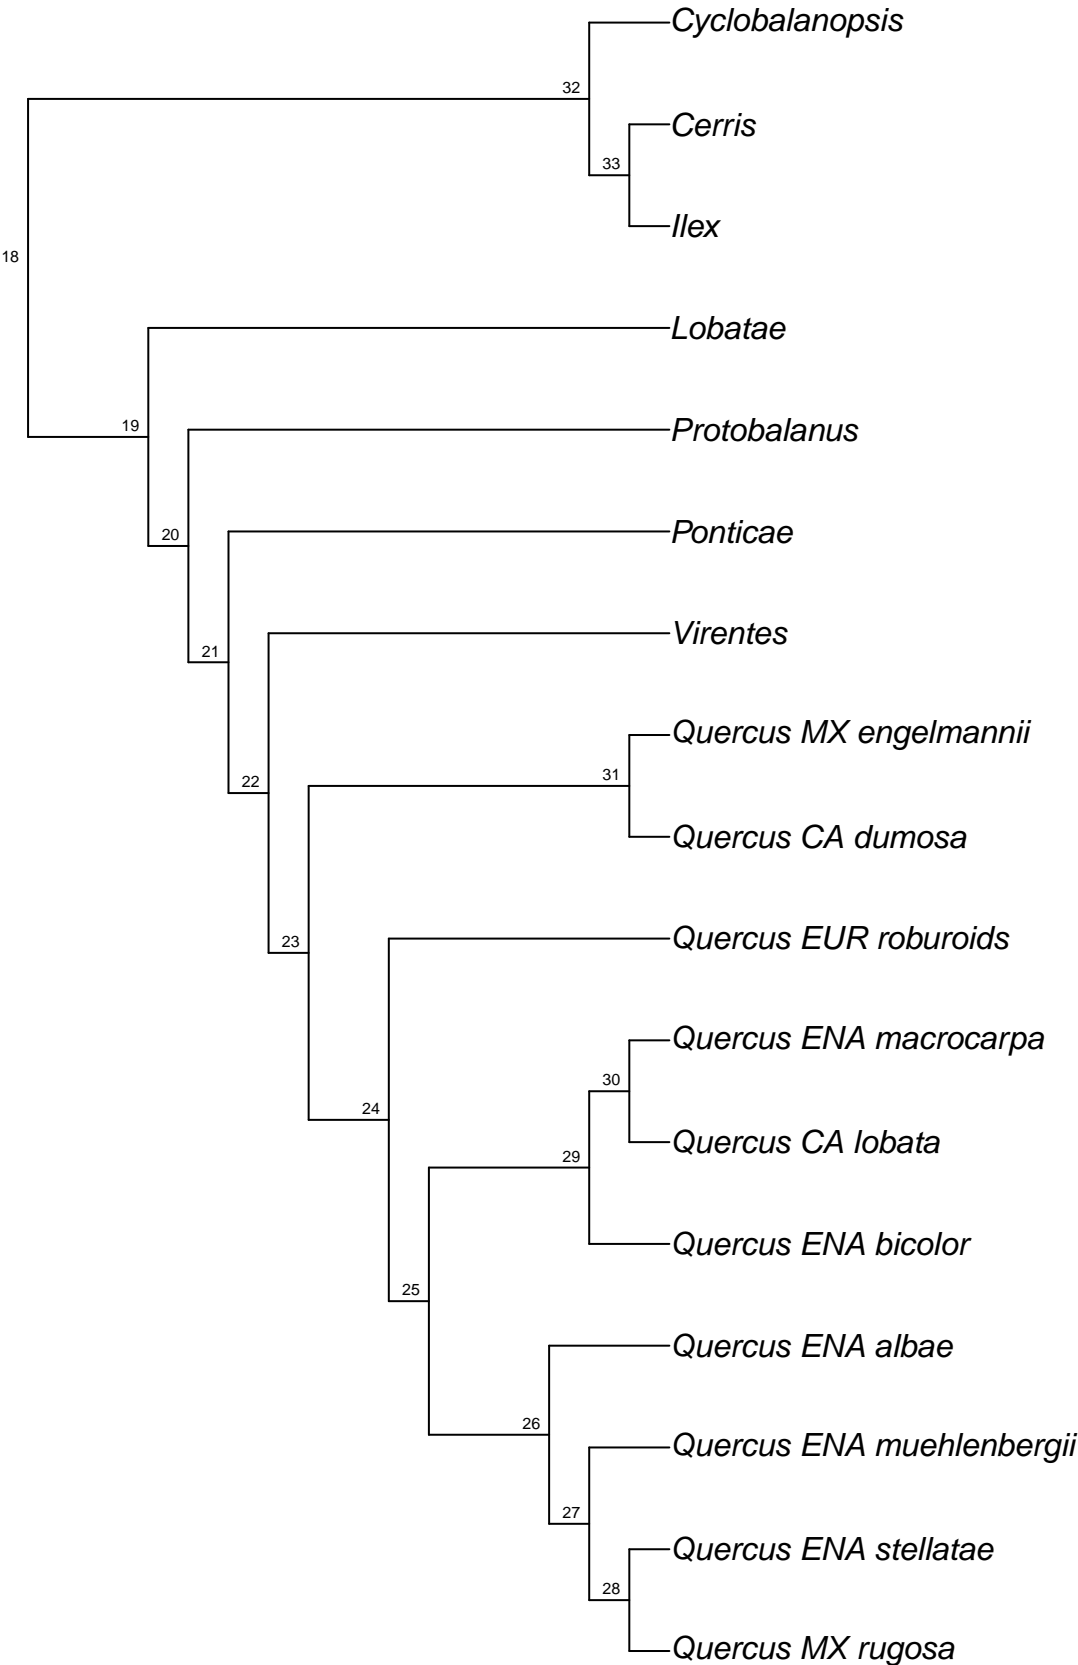 Cyclobalanopsis
32
Cerris
33
Ilex
18
Lobatae
19
Protobalanus
20
Ponticae
21
Virentes
Quercus MX engelmannii
31
22
Quercus CA dumosa
23
Quercus EUR roburoids
Quercus ENA macrocarpa
30
24
Quercus CA lobata
29
Quercus ENA bicolor
25
Quercus ENA albae
26
Quercus ENA muehlenbergii
27
Quercus ENA stellatae
28
Quercus MX rugosa